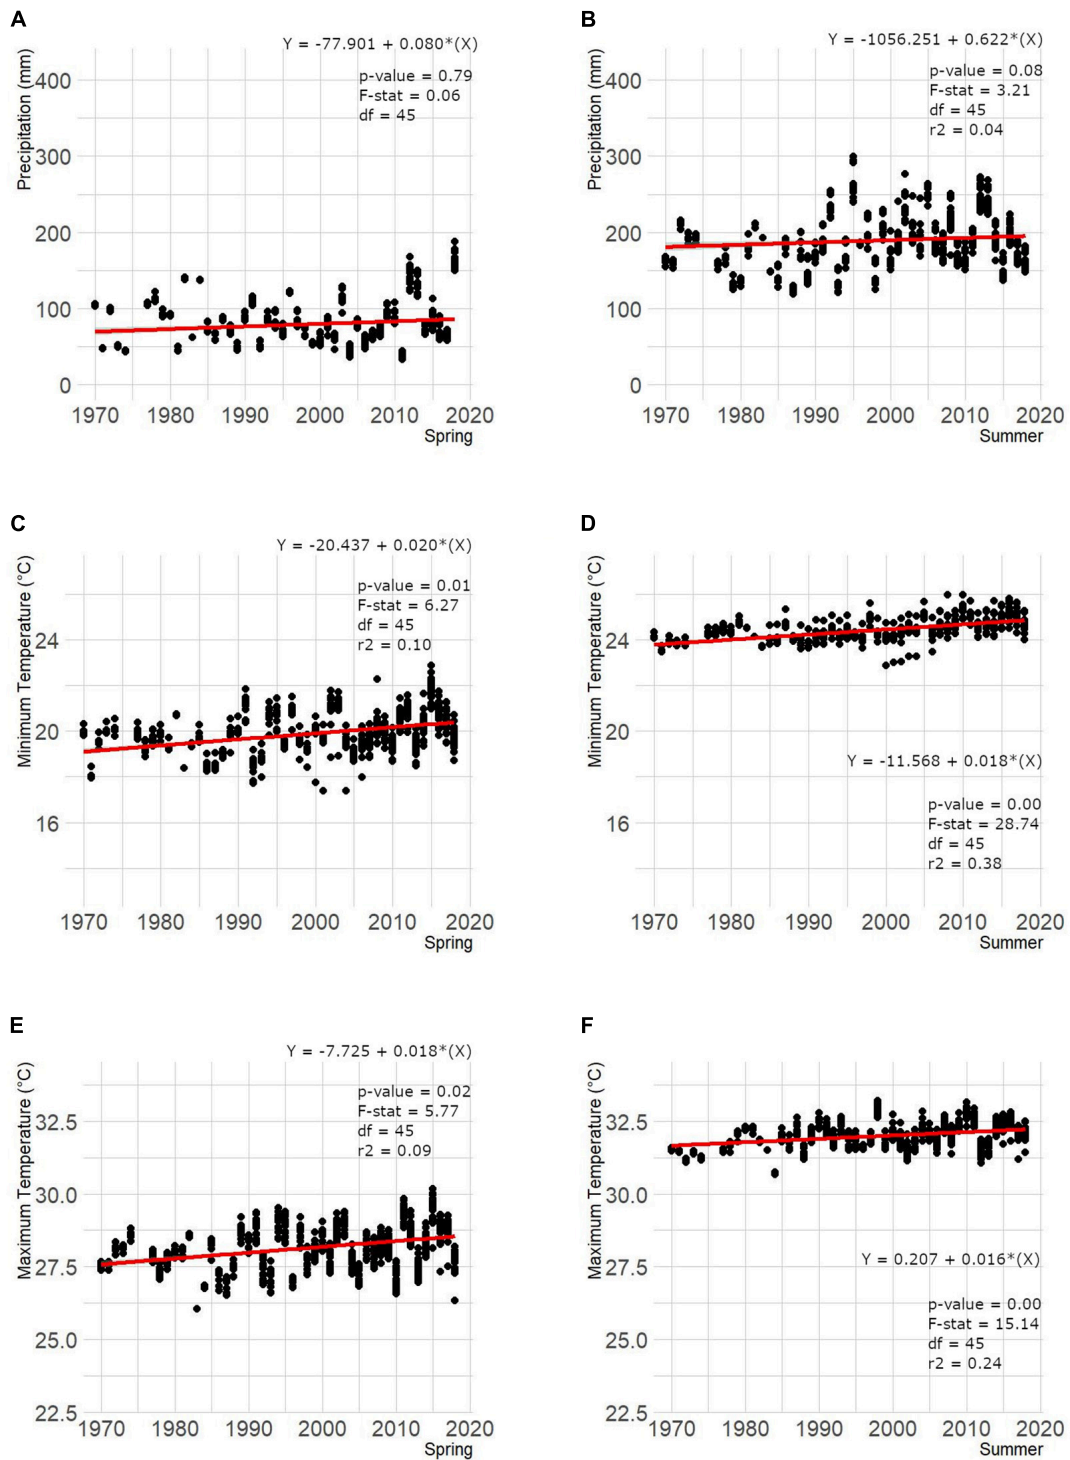 A
Y = -77.901 + 0.080*(X)
p-value = 0.79
F-stat = 0.06
df = 45
Precipitation (mm)
400
300
200
100
0
1970 1980 1990 2000 2010 2020
Spring
B
Y = -1056.251 + 0.622*(X)
p-value = 0.08
F-stat = 3.21
df = 45
r2 = 0.04
Precipitation (mm)
400
300
200
100
0
1970 1980 1990 2000 2010 2020
Summer
C
Y = -20.437 + 0.020*(X)
p-value = 0.01
F-stat = 6.27
df = 45
r2 = 0.10
Minimum Temperature (°C)
24
20
16
1970 1980 1990 2000 2010 2020
Spring
D
Minimum Temperature (°C)
24
20
16
Y = -11.568 + 0.018*(X)
p-value = 0.00
F-stat = 28.74
df = 45
r2 = 0.38
1970 1980 1990 2000 2010 2020
Summer
E
Y = -7.725 + 0.018*(X)
p-value = 0.02
F-stat = 5.77
df = 45
r2 = 0.09
Maximum Temperature (°C)
32.5
30.0
27.5
25.0
22.5
1970 1980 1990 2000 2010 2020
Spring
F
Maximum Temperature (°C)
32.5
30.0
27.5
25.0
22.5
Y = 0.207 + 0.016*(X)
p-value = 0.00
F-stat = 15.14
df = 45
r2 = 0.24
1970 1980 1990 2000 2010 2020
Summer